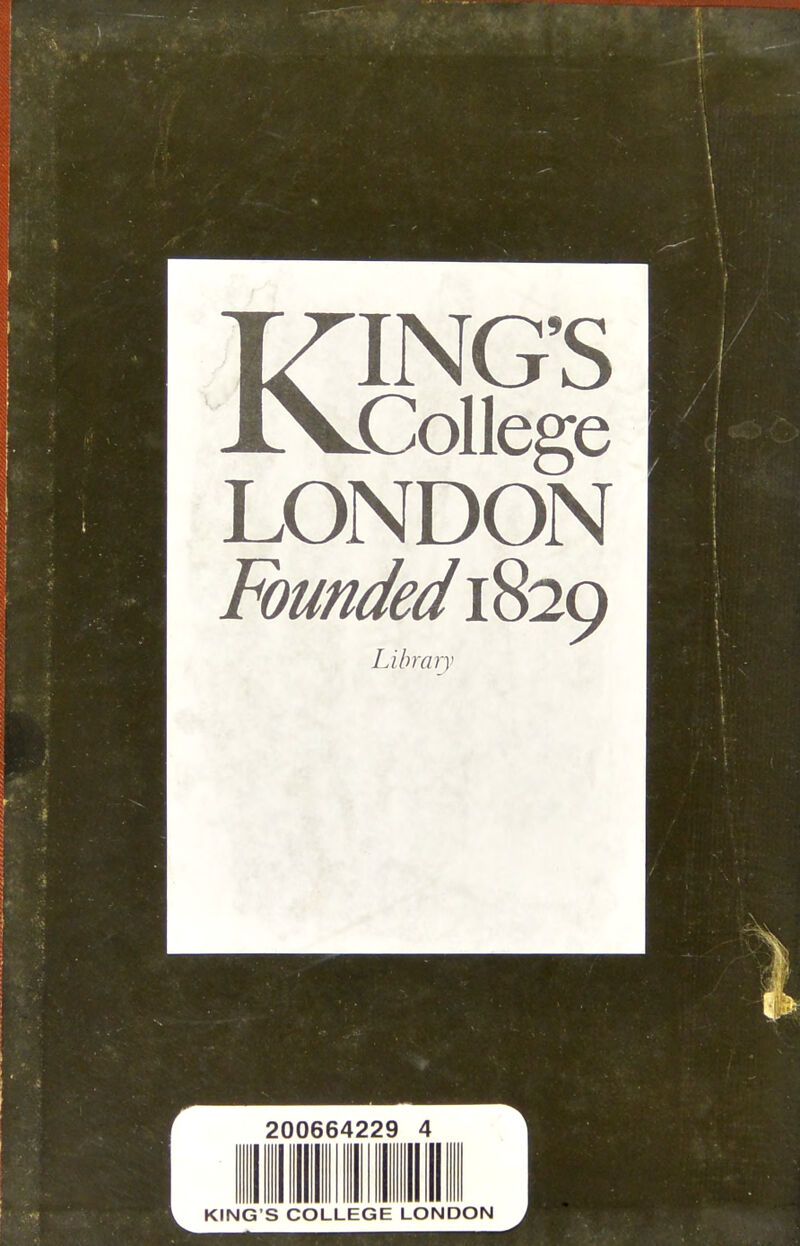 KING'S
College
LONDON
Founded 1829
Library
200664229 4
KING'S COLLEGE LONDON